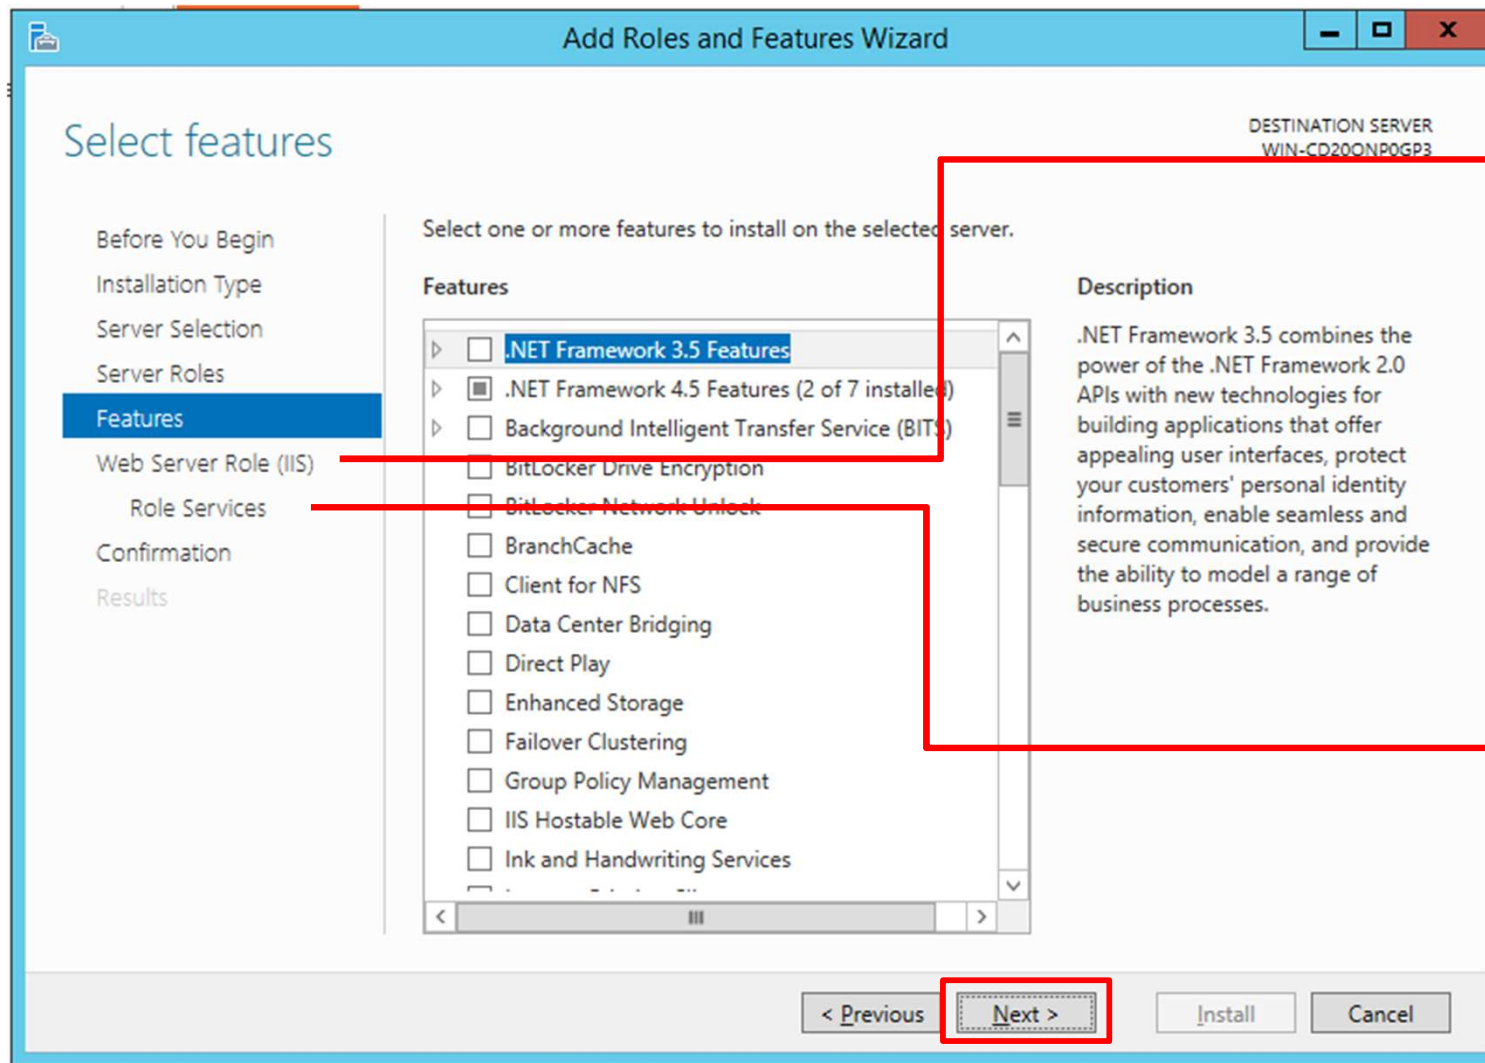 Add Roles and Features Wizard
Select features
DESTINATION SERVER
WIN-CD20ONP0GP3
Before You Begin
Installation Type
Server Selection
Server Roles
Features
Web Server Role (IIS)
Role Services
Confirmation
Results
Select one or more features to install on the selected server.
Features
.NET Framework 3.5 Features
.NET Framework 4.5 Features (2 of 7 installed)
Background Intelligent Transfer Service (BITS)
BitLocker Drive Encryption
BitLocker Network Unlock
BranchCache
Client for NFS
Data Center Bridging
Direct Play
Enhanced Storage
Failover Clustering
Group Policy Management
IIS Hostable Web Core
Ink and Handwriting Services
Description
.NET Framework 3.5 combines the
power of the .NET Framework 2.0
APIs with new technologies for
building applications that offer
appealing user interfaces, protect
your customers' personal identity
information, enable seamless and
secure communication, and provide
the ability to model a range of
business processes.
< Previous
Next >
Install
Cancel